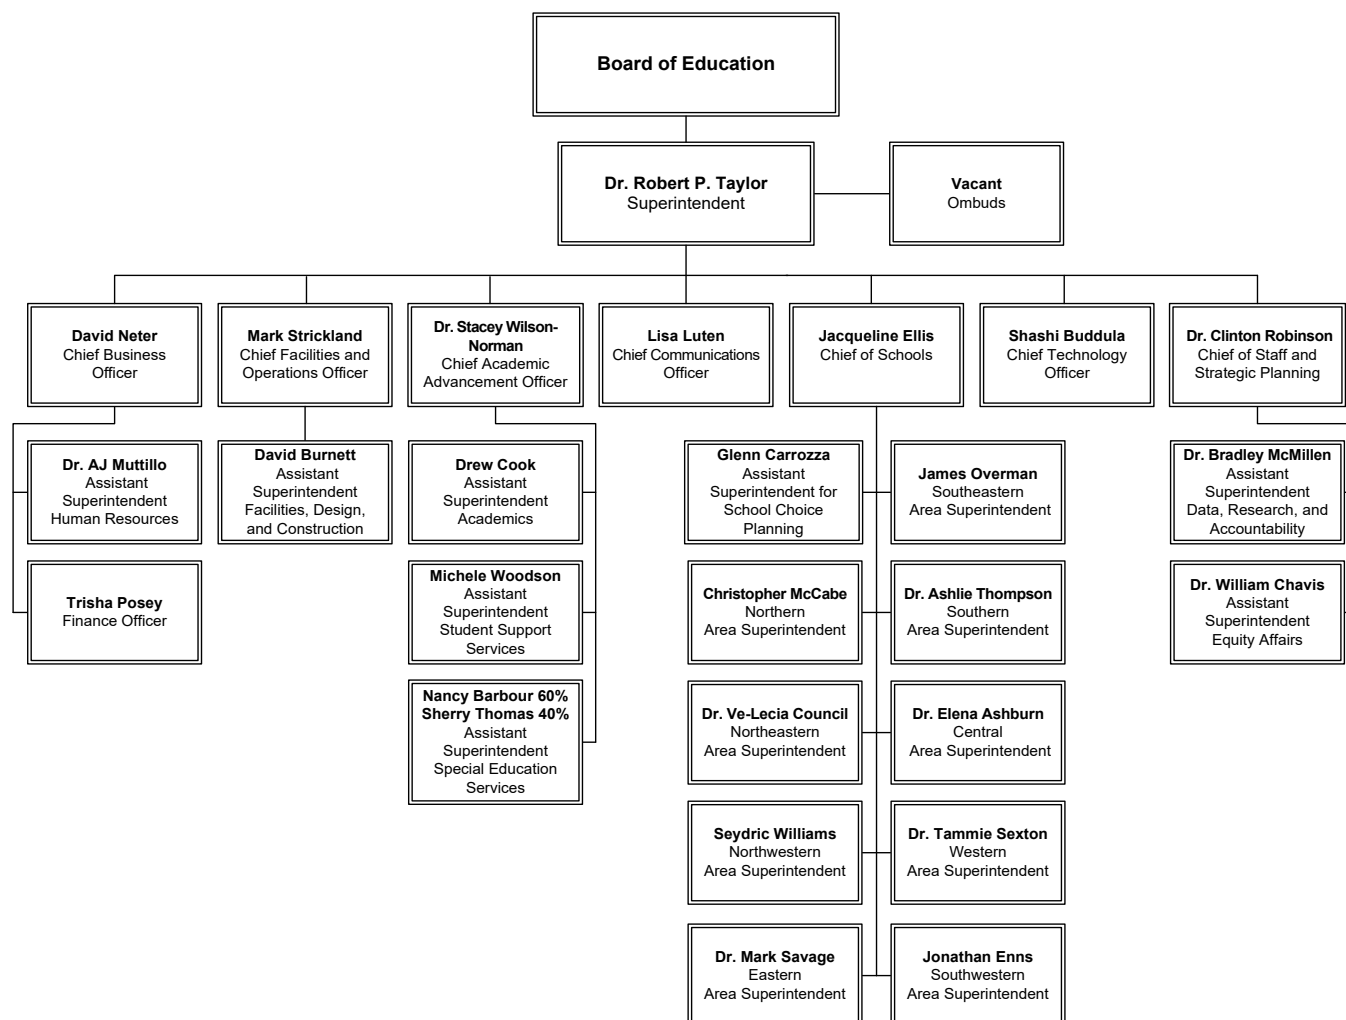 Board of Education
Dr. Robert P. Taylor
Superintendent
Vacant
Ombuds
David Neter
Chief Business
Officer
Mark Strickland
Chief Facilities and
Operations Officer
Dr. Stacey Wilson-
Norman
Chief Academic
Advancement Officer
Lisa Luten
Chief Communications
Officer
Jacqueline Ellis
Chief of Schools
Shashi Buddula
Chief Technology
Officer
Dr. Clinton Robinson
Chief of Staff and
Strategic Planning
Dr. AJ Muttillo
Assistant
Superintendent
Human Resources
David Burnett
Assistant
Superintendent
Facilities, Design,
and Construction
Drew Cook
Assistant
Superintendent
Academics
Glenn Carrozza
Assistant
Superintendent for
School Choice
Planning
James Overman
Southeastern
Area Superintendent
Dr. Bradley McMillen
Assistant
Superintendent
Data, Research, and
Accountability
Trisha Posey
Finance Officer
Michele Woodson
Assistant
Superintendent
Student Support
Services
Christopher McCabe
Northern
Area Superintendent
Dr. Ashlie Thompson
Southern
Area Superintendent
Dr. William Chavis
Assistant
Superintendent
Equity Affairs
Nancy Barbour 60%
Sherry Thomas 40%
Assistant
Superintendent
Special Education
Services
Dr. Ve-Lecia Council
Northeastern
Area Superintendent
Dr. Elena Ashburn
Central
Area Superintendent
Seydric Williams
Northwestern
Area Superintendent
Dr. Tammie Sexton
Western
Area Superintendent
Dr. Mark Savage
Eastern
Area Superintendent
Jonathan Enns
Southwestern
Area Superintendent